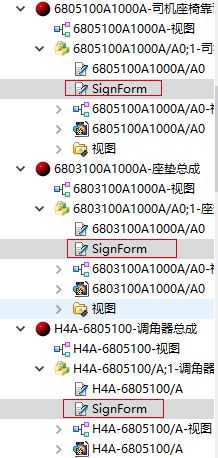 6805100A1000A-司机座椅靠
6805100A1000A-视图
6805100A1000A/A0;1-司
6805100A1000A/A0
SignForm
6805100A1000A/A0-视
6805100A1000A/A0
视图
6803100A1000A-座垫总成
6803100A1000A-视图
6803100A1000A/A0;1-座
6803100A1000A/A0
SignForm
6803100A1000A/A0-视
6803100A1000A/A0
视图
H4A-6805100-调角器总成
H4A-6805100-视图
H4A-6805100/A;1-调角器
H4A-6805100/A
SignForm
H4A-6805100/A-视图
H4A-6805100/A